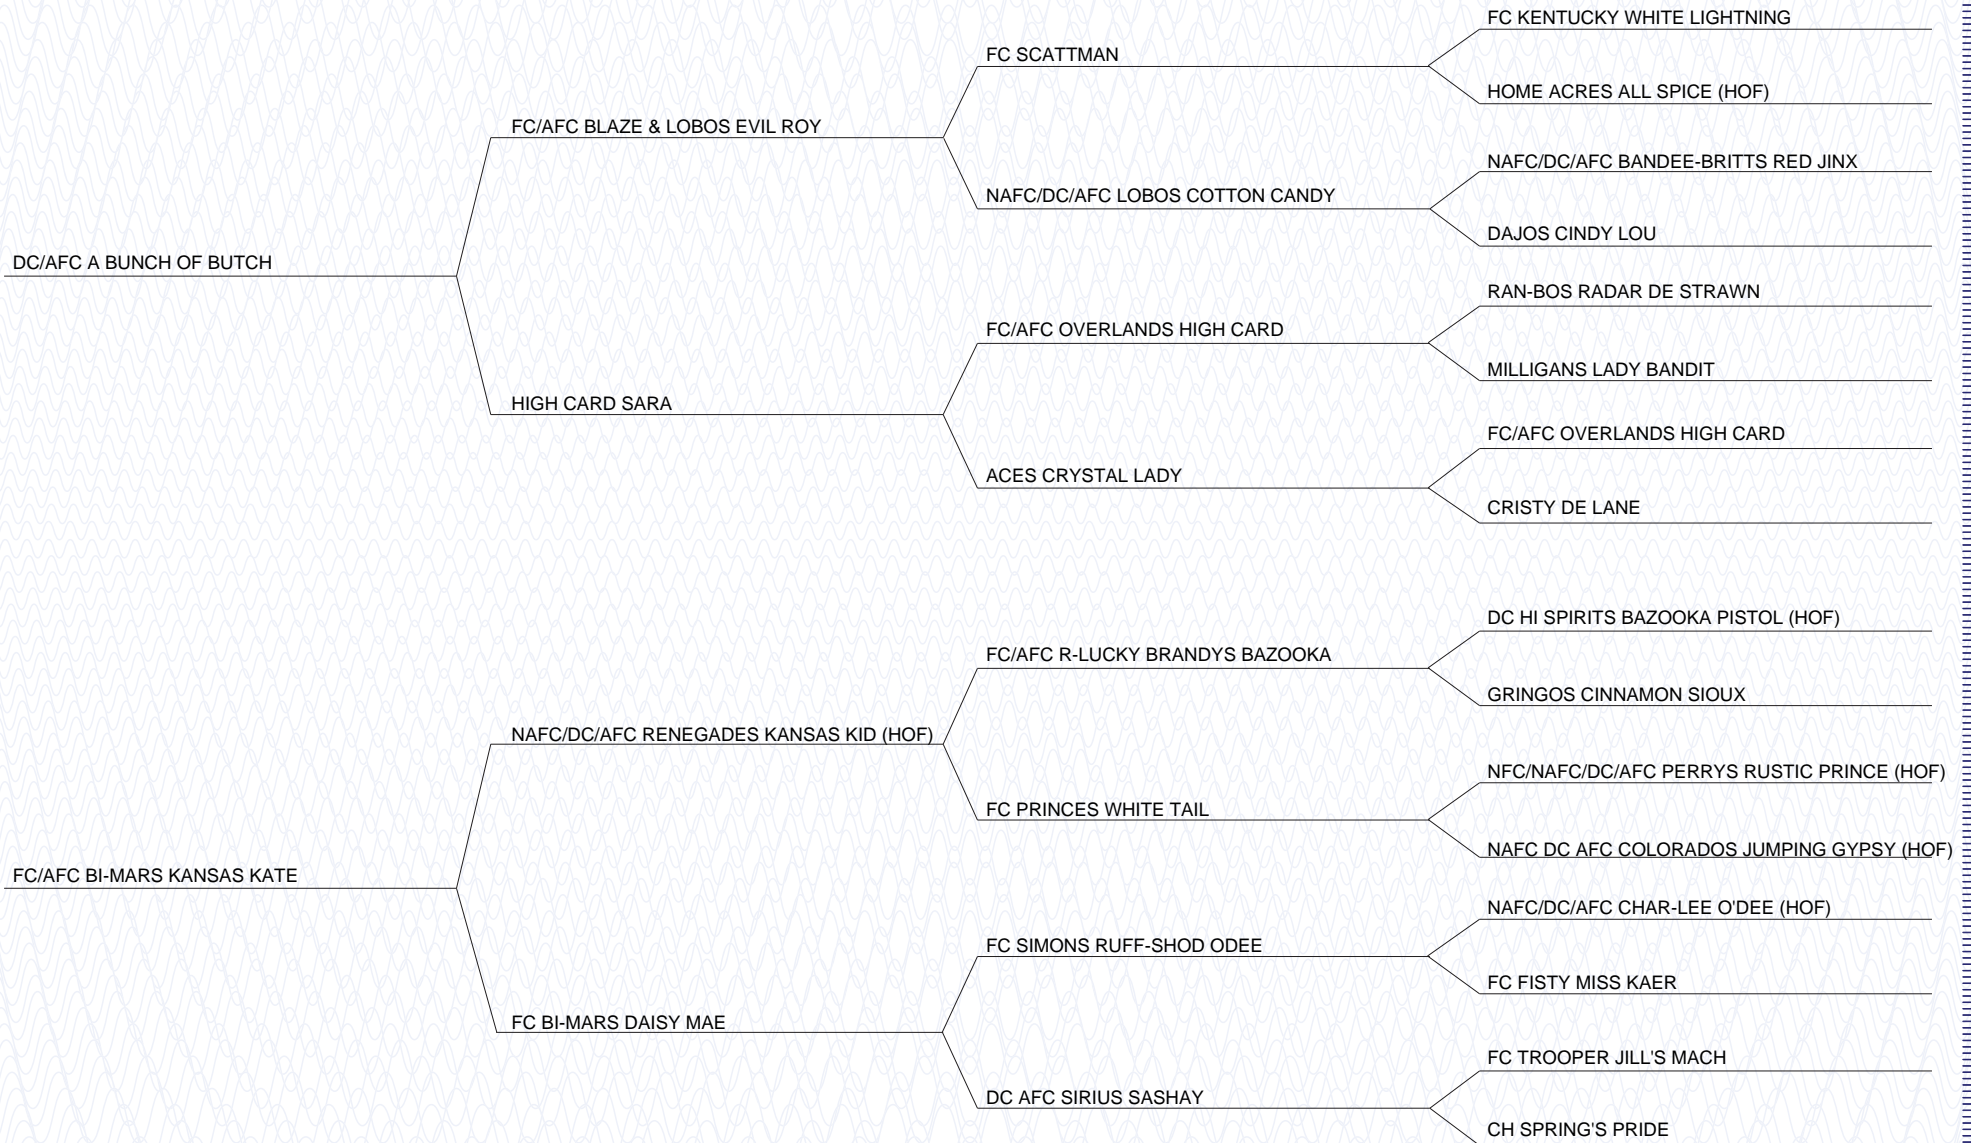 FC KENTUCKY WHITE LIGHTNING
FC SCATTMAN
HOME ACRES ALL SPICE (HOF)
FC/AFC BLAZE & LOBOS EVIL ROY
NAFC/DC/AFC BANDEE-BRITTS RED JINX
NAFC/DC/AFC LOBOS COTTON CANDY
DAJOS CINDY LOU
DC/AFC A BUNCH OF BUTCH
RAN-BOS RADAR DE STRAWN
FC/AFC OVERLANDS HIGH CARD
MILLIGANS LADY BANDIT
HIGH CARD SARA
FC/AFC OVERLANDS HIGH CARD
ACES CRYSTAL LADY
CRISTY DE LANE
DC HI SPIRITS BAZOOKA PISTOL (HOF)
FC/AFC R-LUCKY BRANDYS BAZOOKA
GRINGOS CINNAMON SIOUX
NAFC/DC/AFC RENEGADES KANSAS KID (HOF)
NFC/NAFC/DC/AFC PERRYS RUSTIC PRINCE (HOF)
FC PRINCES WHITE TAIL
NAFC DC AFC COLORADOS JUMPING GYPSY (HOF)
FC/AFC BI-MARS KANSAS KATE
NAFC/DC/AFC CHAR-LEE O'DEE (HOF)
FC SIMONS RUFF-SHOD ODEE
FC FISTY MISS KAER
FC BI-MARS DAISY MAE
FC TROOPER JILL'S MACH
DC AFC SIRIUS SASHAY
CH SPRING'S PRIDE